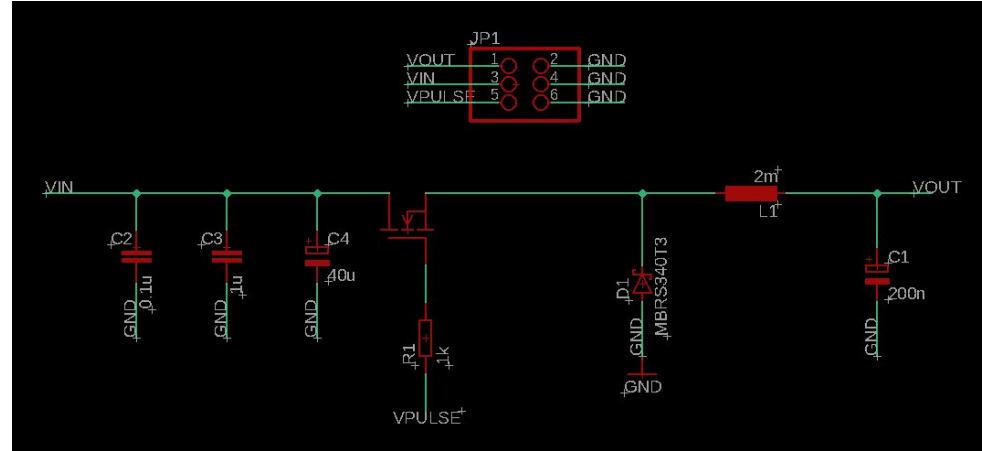 JP1
VOUT 1 2 GND
VIN 3 4 GND
VPULSE 5 6 GND
VIN
2m
VOUT
L1
C2
C3
C4
C1
0.1u
1u
40u
200n
D1
MBRS340T3
GND
GND
GND
GND
GND
GND
R1
1k
VPULSE